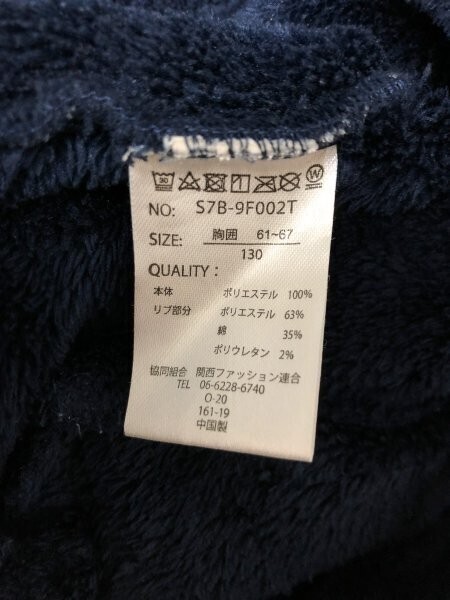 NO: S7B-9F002T
SIZE: 胸囲 61~67
130
QUALITY :
本体 ポリエステル 100%
リブ部分 ポリエステル 63%
綿 35%
ポリウレタン 2%
協同組合 関西ファッション連合
TEL 06-6228-6740
O-20
161-19
中国製